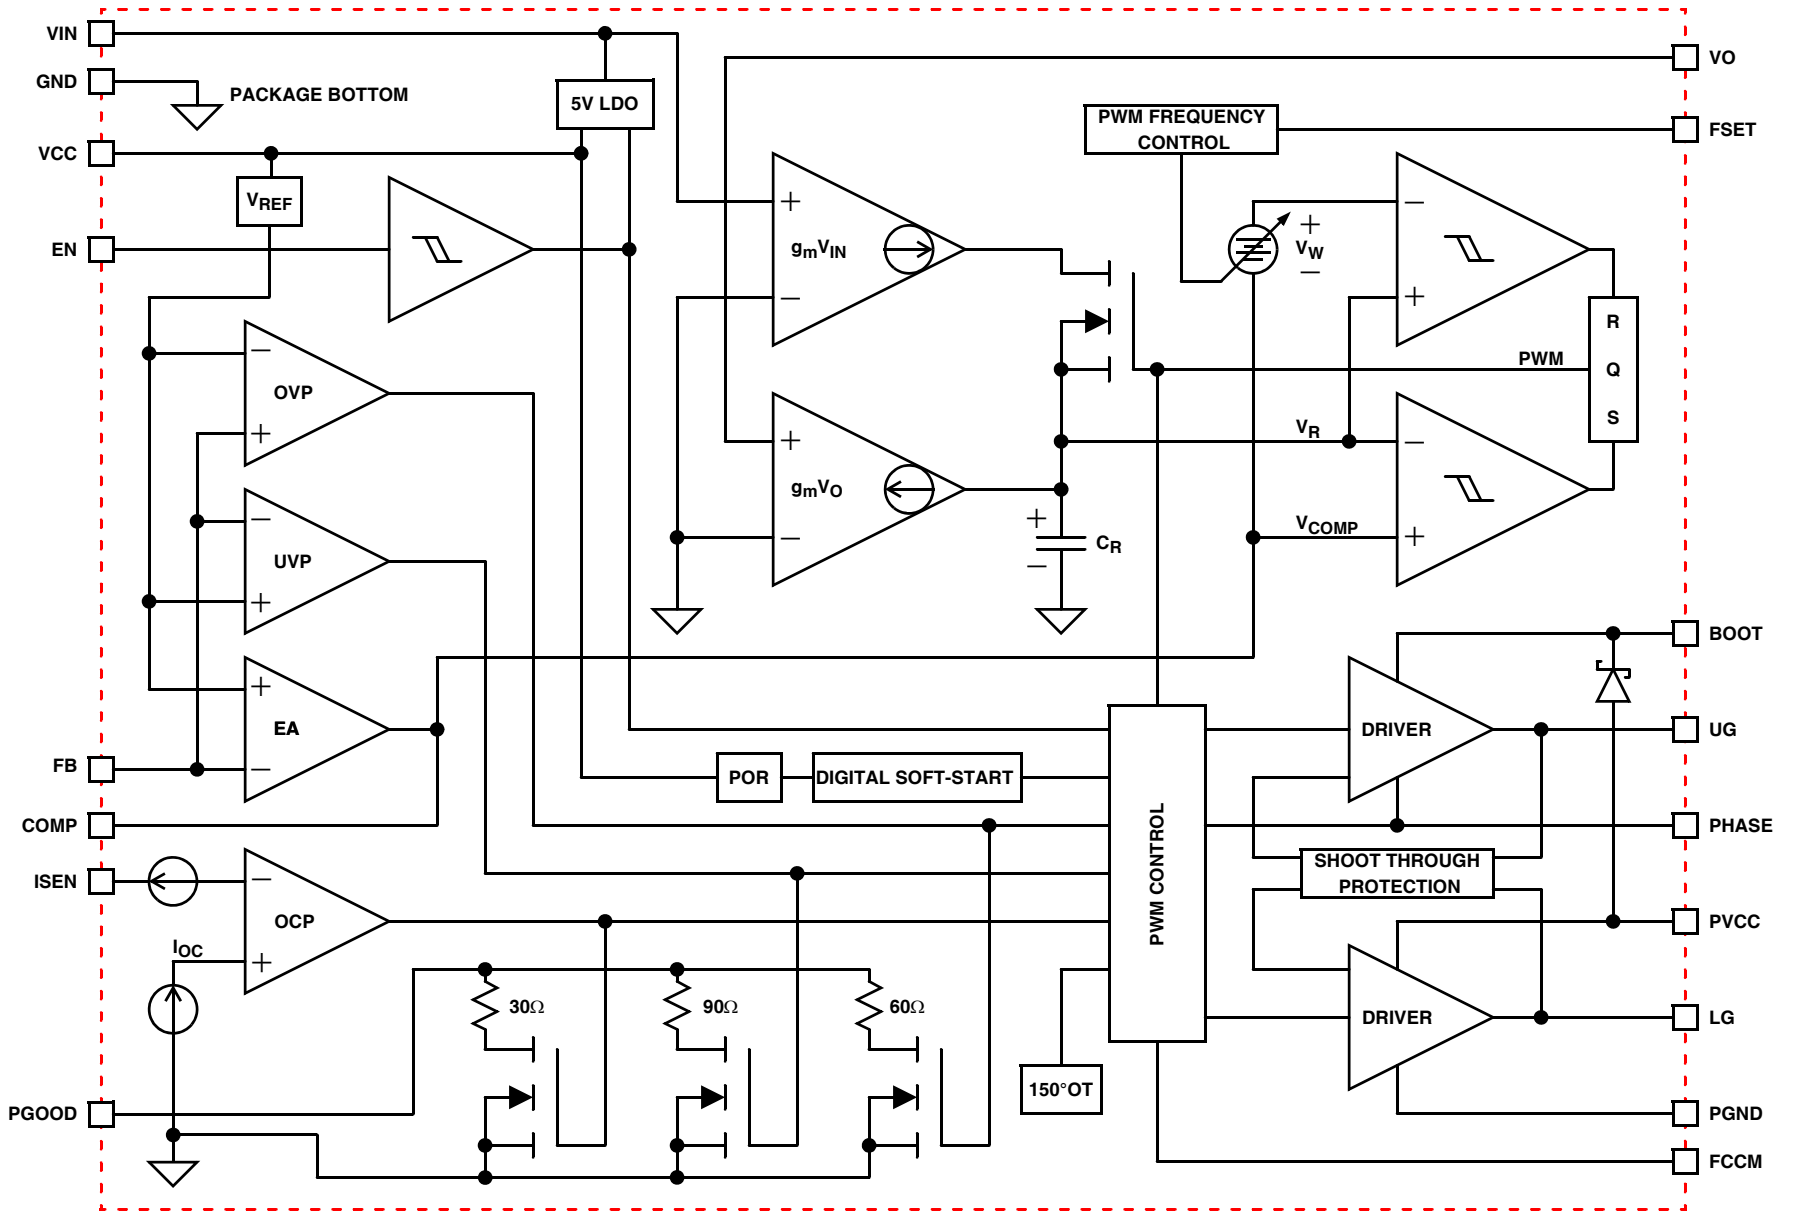 VIN
VO
GND
PACKAGE BOTTOM
5V LDO
PWM FREQUENCY
CONTROL
FSET
VCC
VREF
EN
+
gmVIN
−
+
VW
−
−
+
R
Q
S
PWM
−
OVP
+
+
gmVO
−
VR
−
VCOMP
+
+
CR
−
−
UVP
+
BOOT
+
EA
−
FB
DRIVER
UG
POR
DIGITAL SOFT-START
COMP
PHASE
PWM CONTROL
SHOOT THROUGH
PROTECTION
ISEN
−
OCP
+
IOC
PVCC
30Ω
90Ω
60Ω
DRIVER
LG
150°OT
PGOOD
PGND
FCCM